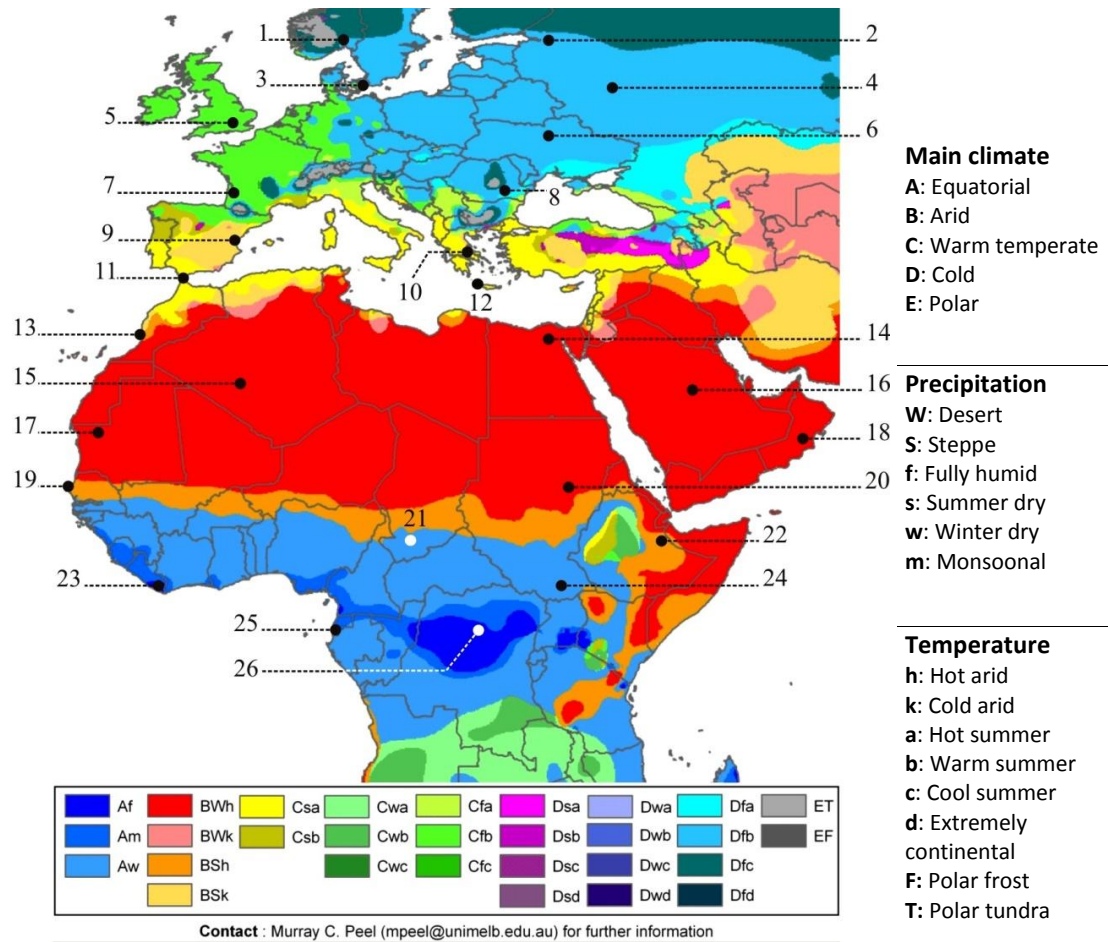 1
2
3
4
5
6
7
8
9
10
11
12
13
14
15
16
17
18
19
20
21
22
23
24
25
26
Main climate
A: Equatorial
B: Arid
C: Warm temperate
D: Cold
E: Polar
Precipitation
W: Desert
S: Steppe
f: Fully humid
s: Summer dry
w: Winter dry
m: Monsoonal
Temperature
h: Hot arid
k: Cold arid
a: Hot summer
b: Warm summer
c: Cool summer
d: Extremely
continental
F: Polar frost
T: Polar tundra
Af BWh Csa Cwa Cfa Dsa Dwa Dfa ET
Am BWk Csb Cwb Cfb Dsb Dwb Dfb EF
Aw BSh Cwc Cfc Dsc Dwc Dfc
BSk Dsd Dwd Dfd
Contact : Murray C. Peel (mpeel@unimelb.edu.au) for further information